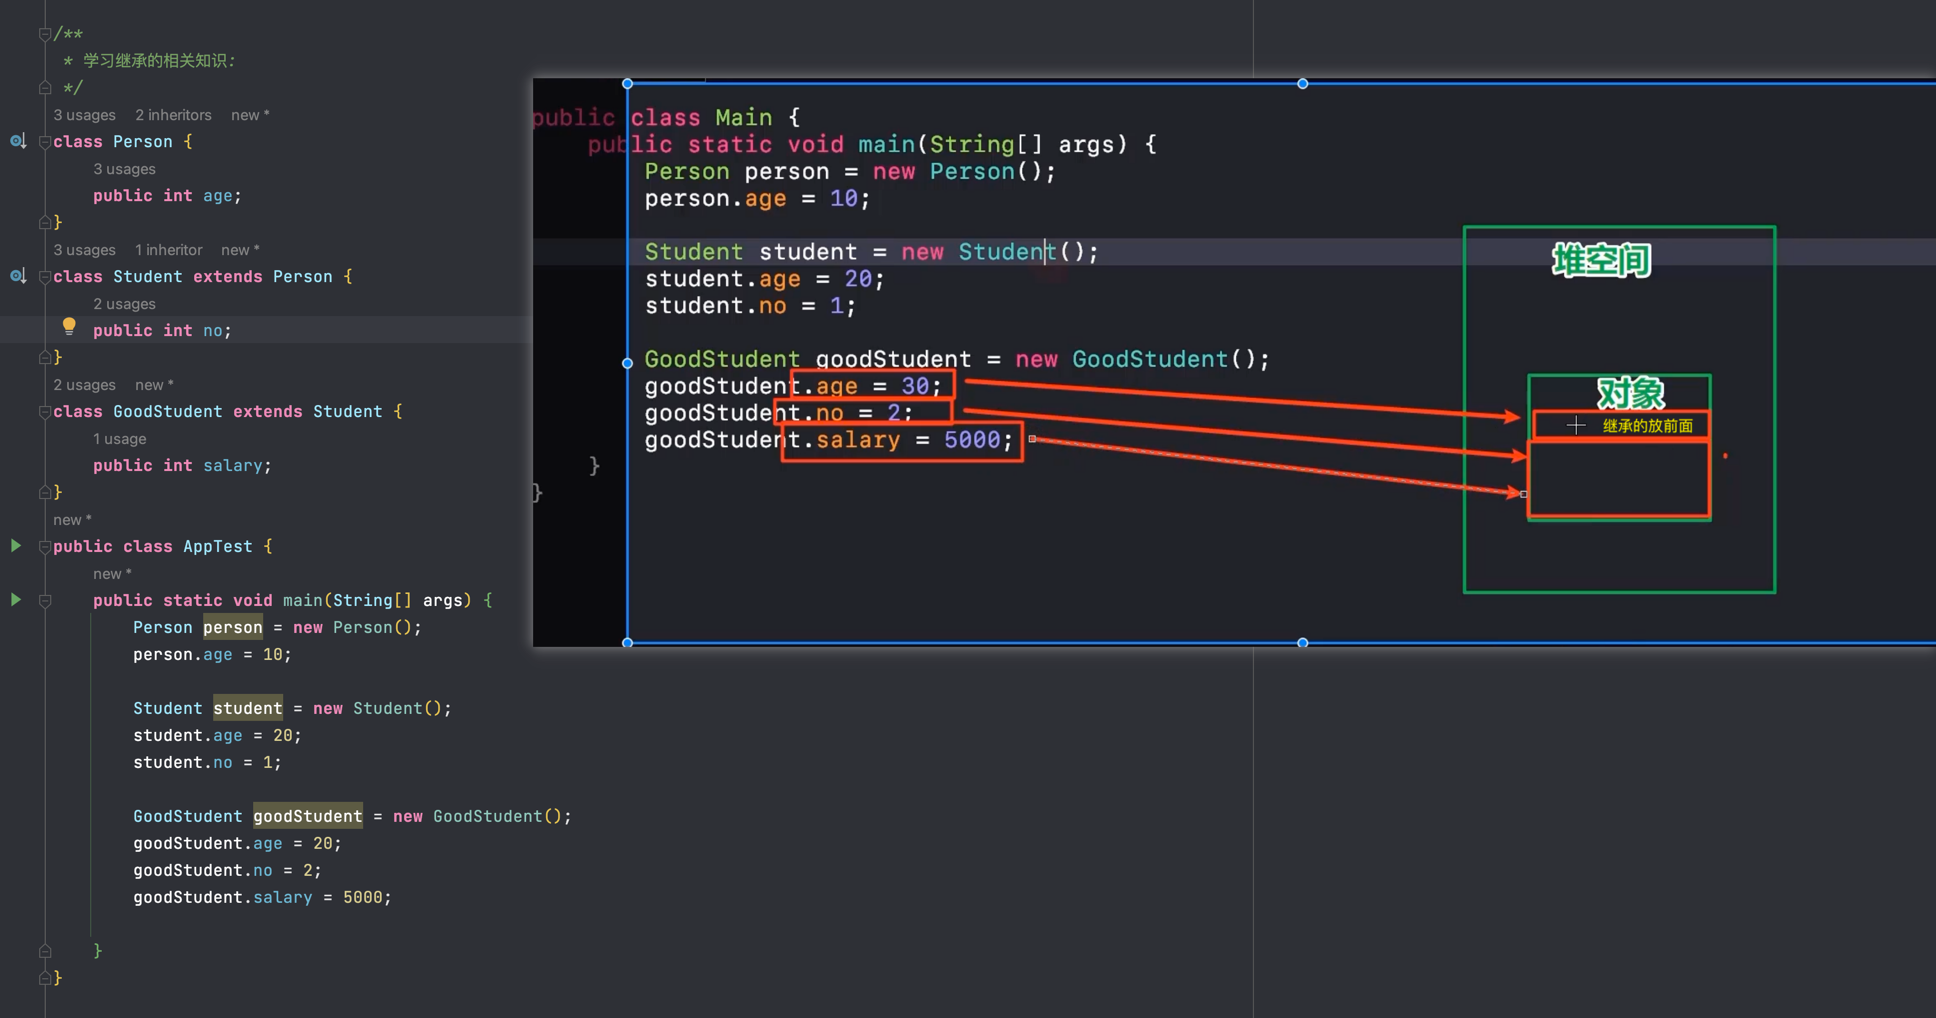 /**
* 学习继承的相关知识:
*/
3 usages 2 inheritors new *
class Person {
3 usages
public int age;
}
3 usages 1 inheritor new *
class Student extends Person {
2 usages
public int no;
}
2 usages new *
class GoodStudent extends Student {
1 usage
public int salary;
}
new *
public class AppTest {
new *
public static void main(String[] args) {
Person person = new Person();
person.age = 10;
Student student = new Student();
student.age = 20;
student.no = 1;
GoodStudent goodStudent = new GoodStudent();
goodStudent.age = 20;
goodStudent.no = 2;
goodStudent.salary = 5000;
}
}
public class Main {
public static void main(String[] args) {
Person person = new Person();
person.age = 10;
Student student = new Student();
student.age = 20;
student.no = 1;
GoodStudent goodStudent = new GoodStudent();
goodStudent.age = 30;
goodStudent.no = 2;
goodStudent.salary = 5000;
}
}
堆空间
对象
继承的放前面